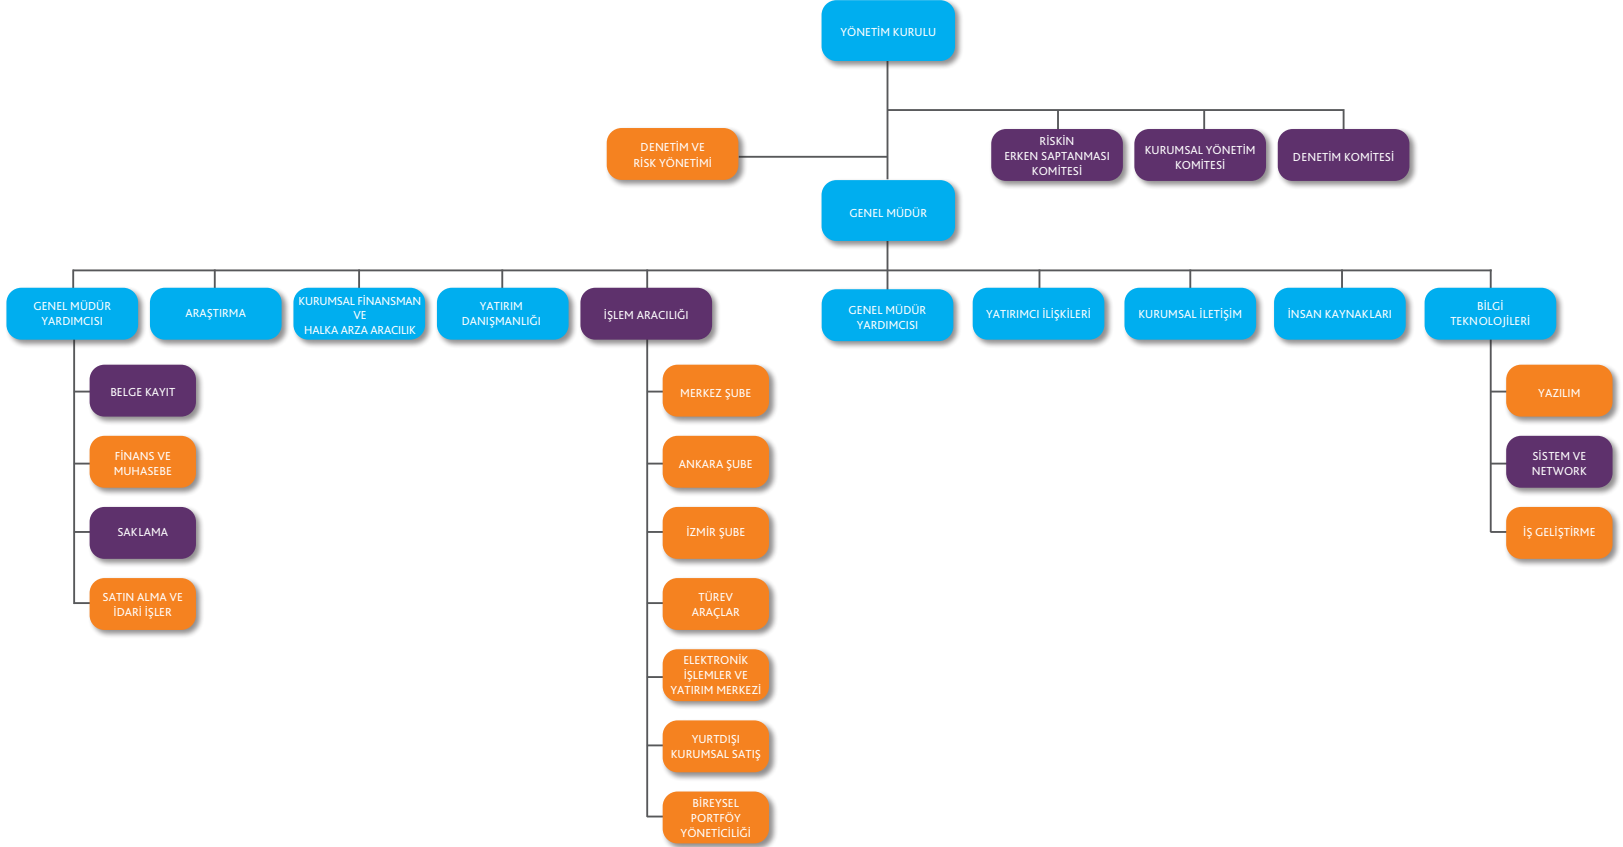 YÖNETİM KURULU
DENETİM VE
RİSK YÖNETİMİ
RİSKİN
ERKEN SAPTANMASI
KOMİTESİ
KURUMSAL YÖNETİM
KOMİTESİ
DENETİM KOMİTESİ
GENEL MÜDÜR
GENEL MÜDÜR
YARDIMCISI
ARAŞTIRMA
KURUMSAL FİNANSMAN
VE
HALKA ARZA ARACILIK
YATIRIM
DANIŞMANLIĞI
İŞLEM ARACILIĞI
GENEL MÜDÜR
YARDIMCISI
YATIRIMCI İLİŞKİLERİ
KURUMSAL İLETİŞİM
İNSAN KAYNAKLARI
BİLGİ
TEKNOLOJİLERİ
BELGE KAYIT
FİNANS VE
MUHASEBE
SAKLAMA
SATIN ALMA VE
İDARİ İŞLER
MERKEZ ŞUBE
ANKARA ŞUBE
İZMİR ŞUBE
TÜREV
ARAÇLAR
ELEKTRONİK
İŞLEMLER VE
YATIRIM MERKEZİ
YURTDIŞI
KURUMSAL SATIŞ
BİREYSEL
PORTFÖY
YÖNETİCİLİĞİ
YAZILIM
SİSTEM VE
NETWORK
İŞ GELİŞTİRME